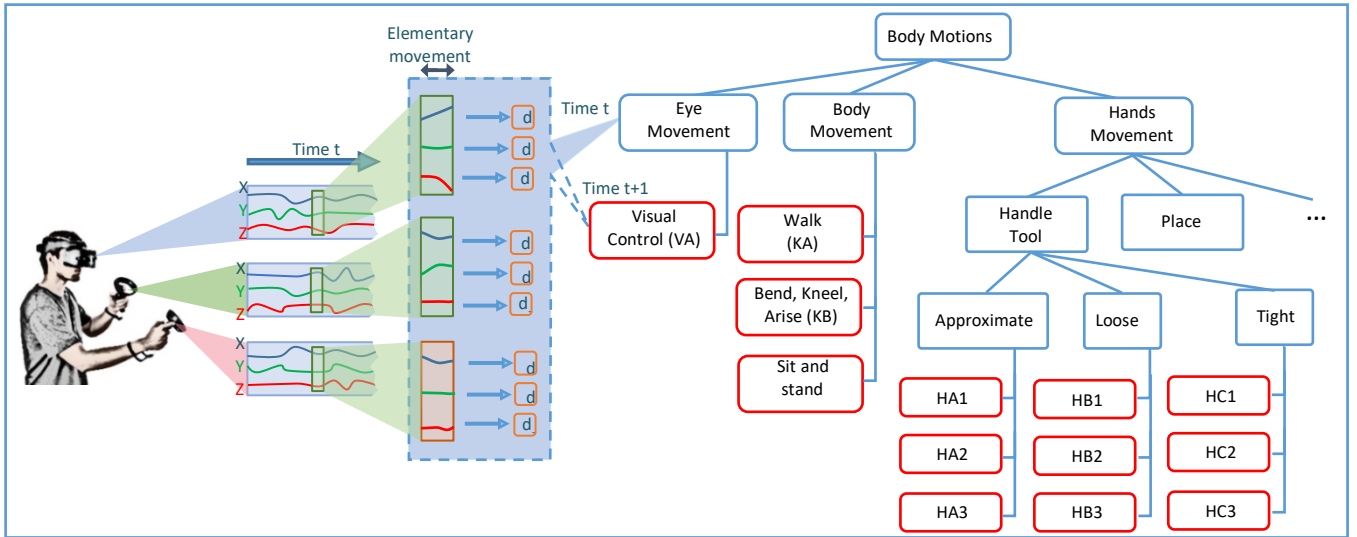 Elementary
movement
Time t
X
Y
Z
X
Y
Z
X
Y
Z
d
d
d
d
d
d
d
d
d
Time t
Time t+1
Body Motions
Eye
Movement
Body
Movement
Hands
Movement
Visual
Control (VA)
Walk
(KA)
Bend, Kneel,
Arise (KB)
Sit and
stand
Handle
Tool
Place
...
Approximate
Loose
Tight
HA1
HB1
HC1
HA2
HB2
HC2
HA3
HB3
HC3